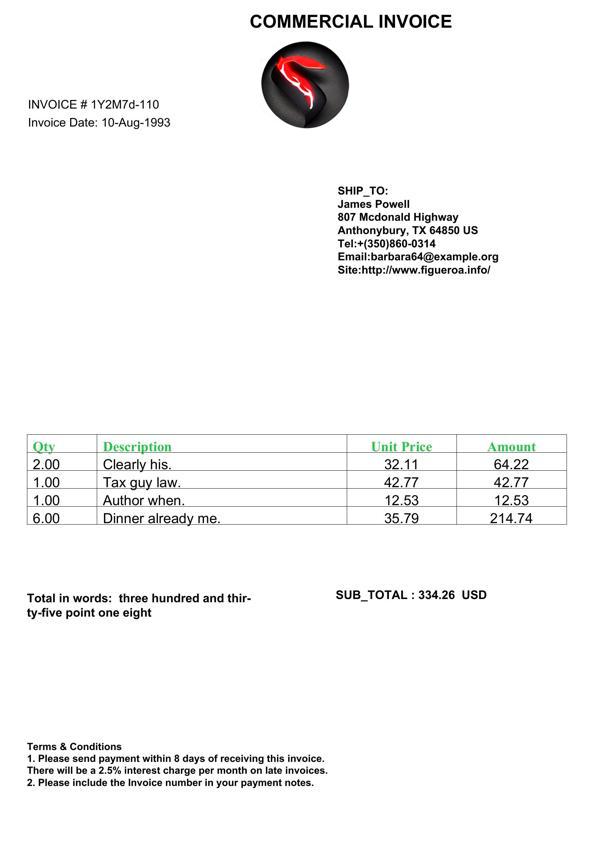 COMMERCIAL INVOICE
INVOICE # 1Y2M7d-110
Invoice Date: 10-Aug-1993
SHIP_TO:
James Powell
807 Mcdonald Highway
Anthonybury, TX 64850 US
Tel:+(350)860-0314
Email:barbara64@example.org
Site:http://www.figueroa.info/
Qty Description Unit Price Amount
2.00 Clearly his. 32.11 64.22
1.00 Tax guy law. 42.77 42.77
1.00 Author when. 12.53 12.53
6.00 Dinner already me. 35.79 214.74
Total in words:  three hundred and thir-
ty-five point one eight
SUB_TOTAL : 334.26  USD
Terms & Conditions
1. Please send payment within 8 days of receiving this invoice.
There will be a 2.5% interest charge per month on late invoices.
2. Please include the Invoice number in your payment notes.